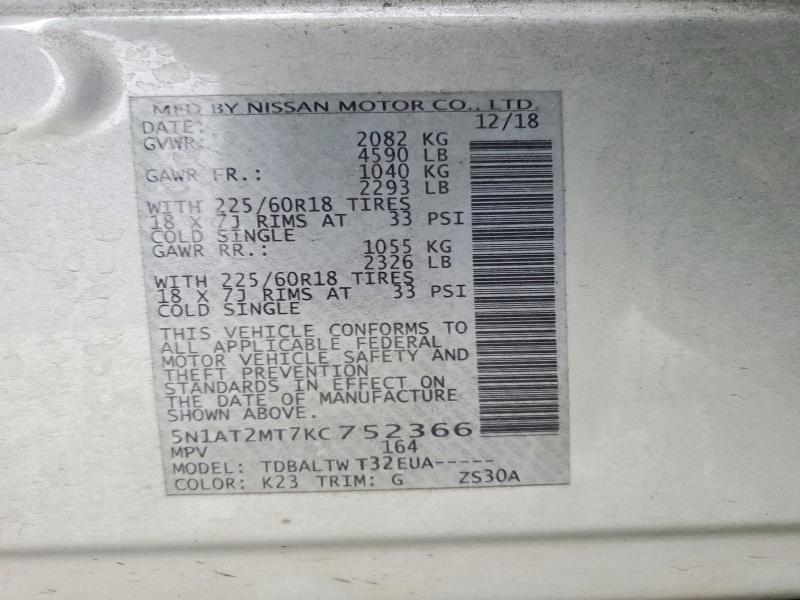 MFD BY NISSAN MOTOR CO., LTD.
DATE: 12/18
GVWR: 2082 KG
4590 LB
GAWR FR.: 1040 KG
2293 LB
WITH 225/60R18 TIRES
18 X 7J RIMS AT 33 PSI
COLD SINGLE
GAWR RR.: 1055 KG
2326 LB
WITH 225/60R18 TIRES
18 X 7J RIMS AT 33 PSI
COLD SINGLE
THIS VEHICLE CONFORMS TO
ALL APPLICABLE FEDERAL
MOTOR VEHICLE SAFETY AND
THEFT PREVENTION
STANDARDS IN EFFECT ON
THE DATE OF MANUFACTURE
SHOWN ABOVE.
5N1AT2MT7KC752366
MPV 164
MODEL: TDBALTW T32EUA-----
COLOR: K23 TRIM: G ZS30A